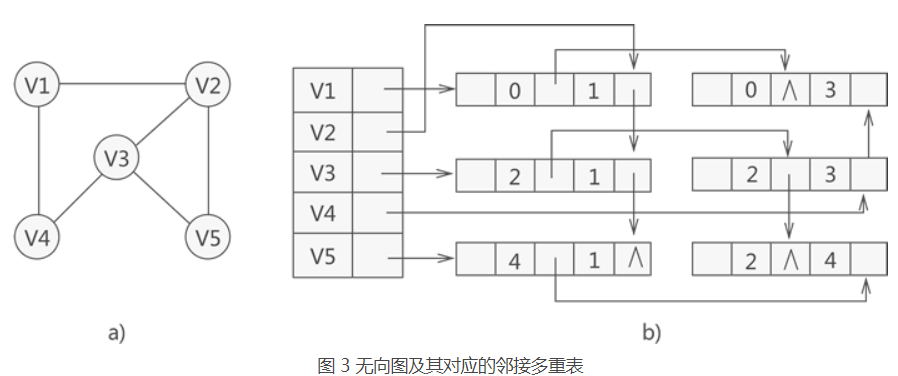 V1 V2
V3
V4 V5
a)
V1 0 1 0 ∧ 3
V2
V3 2 1 2 3
V4
V5 4 1 ∧ 2 ∧ 4
b)
图 3 无向图及其对应的邻接多重表